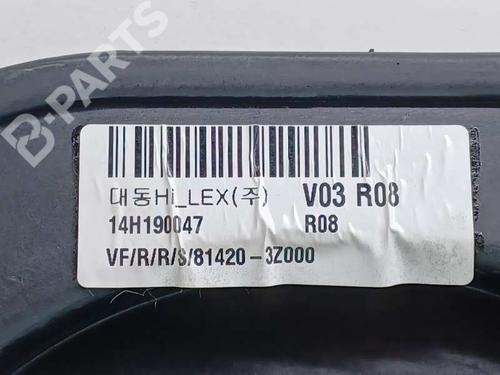 B-PARTS
대동Hi_LEX(주) V03 R08
14H190047 R08
VF/R/R/S/81420-3Z000